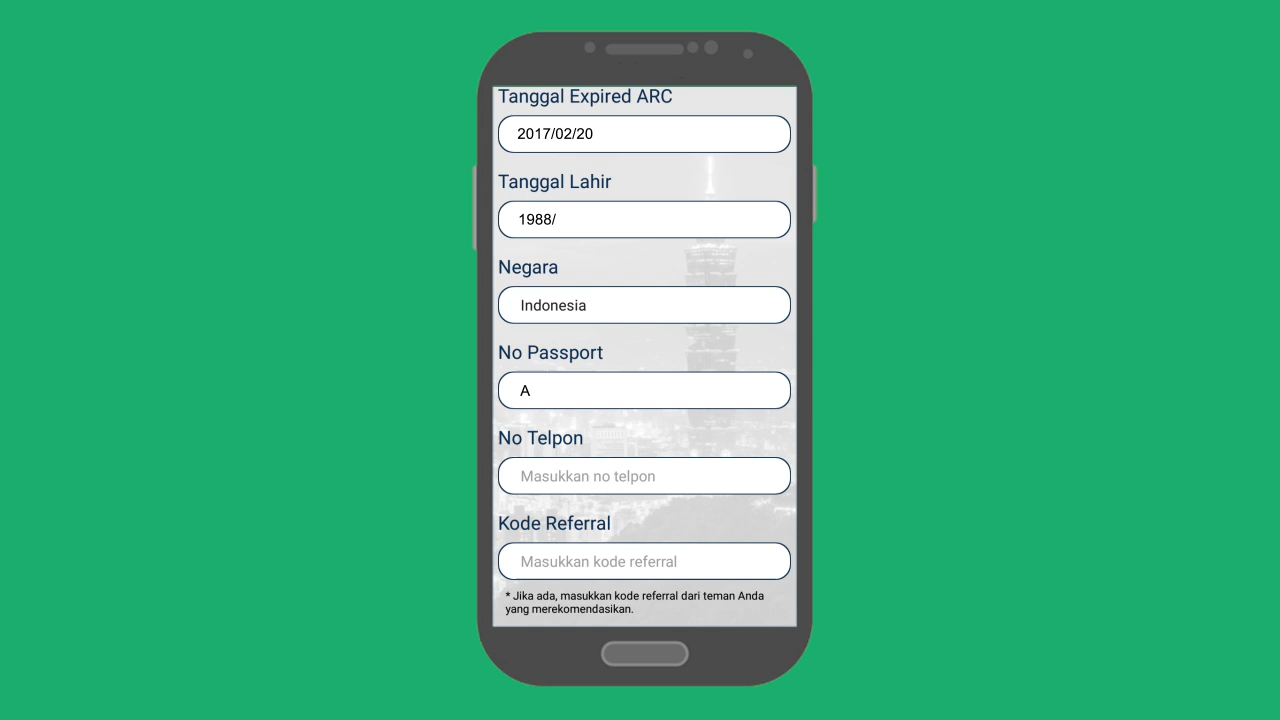 Tanggal Expired ARC
2017/02/20
Tanggal Lahir
1988/
Negara
Indonesia
No Passport
A
No Telpon
Masukkan no telpon
Kode Referral
Masukkan kode referral
* Jika ada, masukkan kode referral dari teman Anda
yang merekomendasikan.